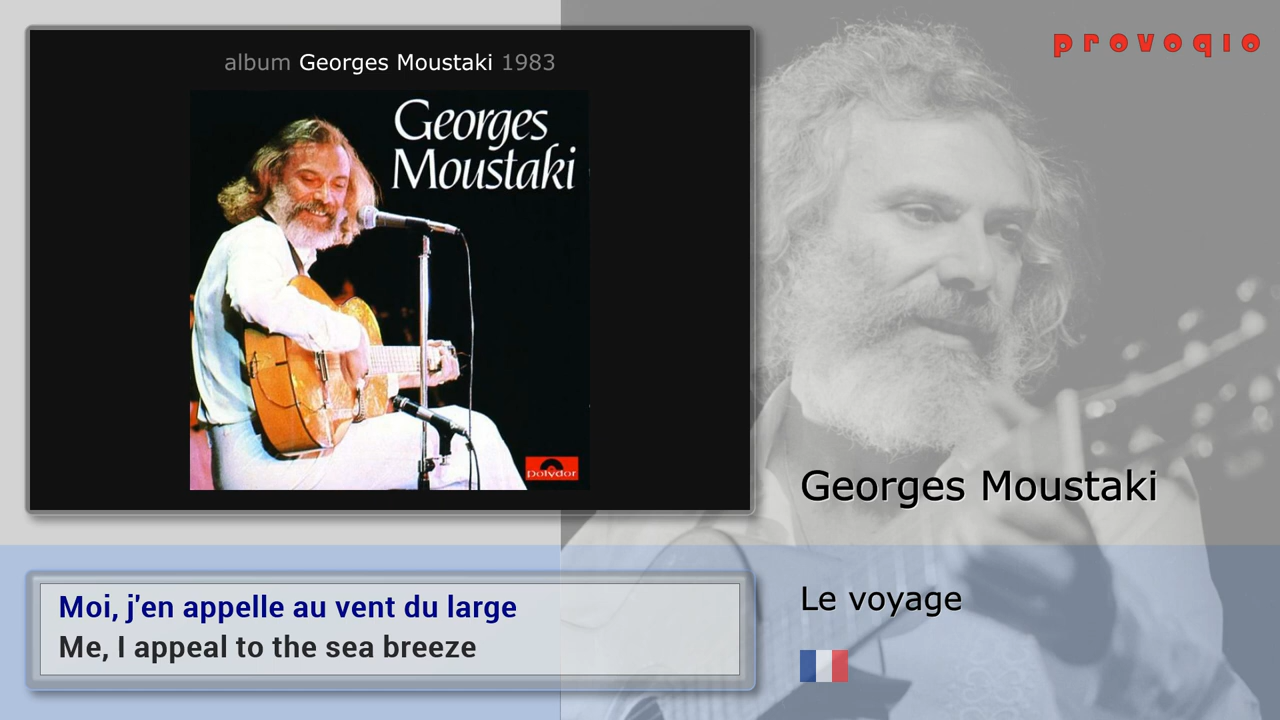 provoqio
album Georges Moustaki 1983
Georges
Moustaki
polydor
Georges Moustaki
Le voyage
Moi, j'en appelle au vent du large
Me, I appeal to the sea breeze